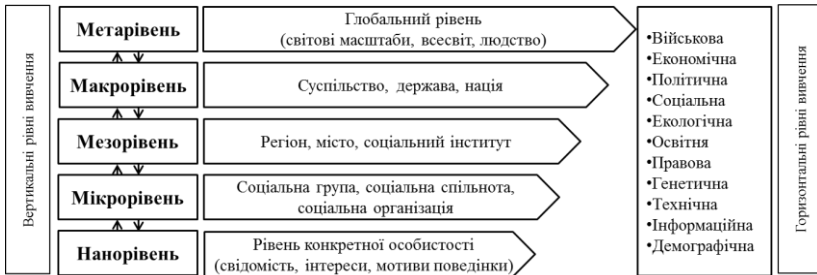 Вертикальні рівні вивчення
Метарівень
Глобальний рівень
(світові масштаби, всесвіт, людство)
Макрорівень
Суспільство, держава, нація
Мезорівень
Регіон, місто, соціальний інститут
Мікрорівень
Соціальна група, соціальна спільнота,
соціальна організація
Нанорівень
Рівень конкретної особистості
(свідомість, інтереси, мотиви поведінки)
•Військова
•Економічна
•Політична
•Соціальна
•Екологічна
•Освітня
•Правова
•Генетична
•Технічна
•Інформаційна
•Демографічна
Горизонтальні рівні вивчення